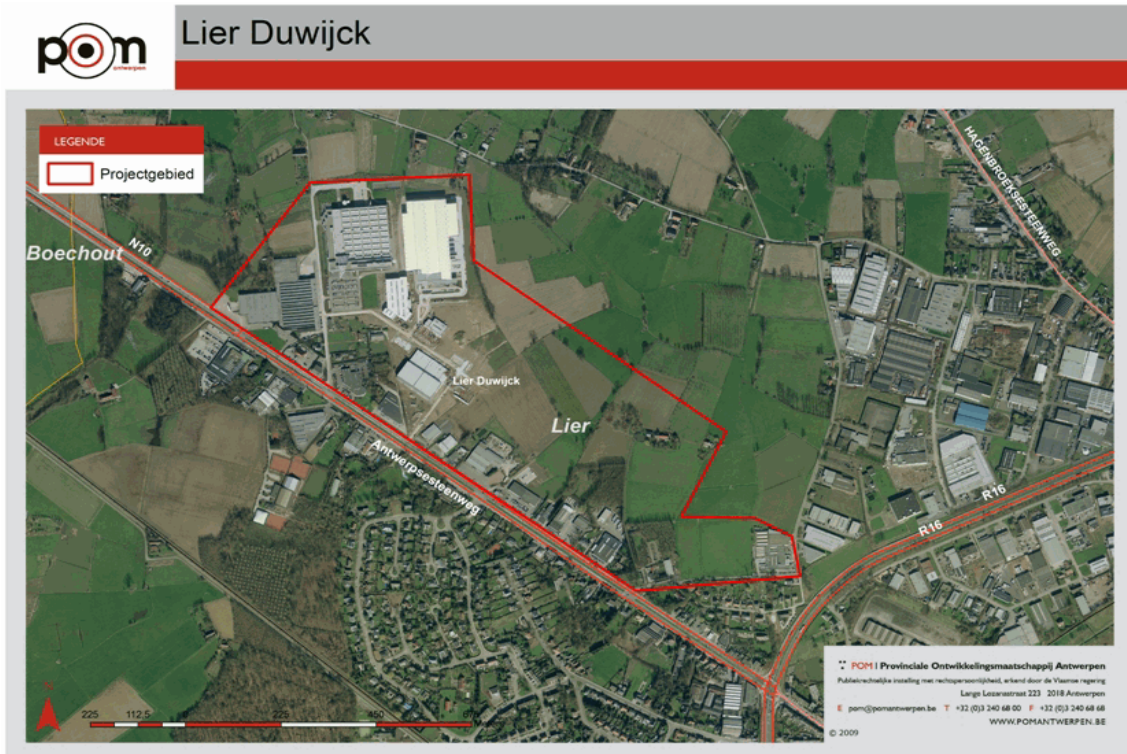 pom
antwerpen
Lier Duwijck
LEGENDE
Projectgebied
HAGENBROEKSESTEENWEG
Boechout
N10
Lier Duwijck
Lier
Antwerpsesteenweg
R16
R16
POM | Provinciale Ontwikkelingsmaatschappij Antwerpen
Publiekrechtelijke instelling met rechtspersoonlijkheid, erkend door de Vlaamse regering
Lange Lozanastraat 223 2018 Antwerpen
E pom@pomantwerpen.be T +32 (0)3 240 68 00 F +32 (0)3 240 68 68
WWW.POMANTWERPEN.BE
© 2009
225 112,5 225 450